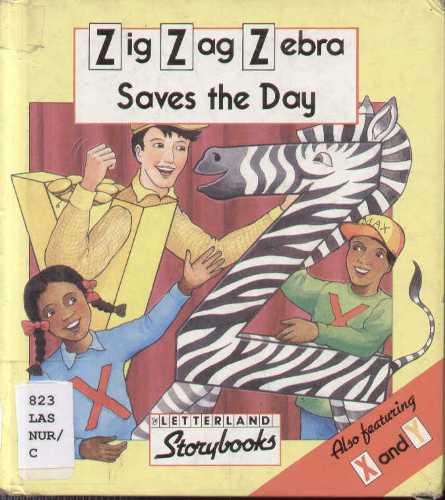 Zig Zag Zebra
Saves the Day
MAX
X
X
823
LAS
NUR/
C
LETTERLAND
Storybooks
Also featuring
X and Y